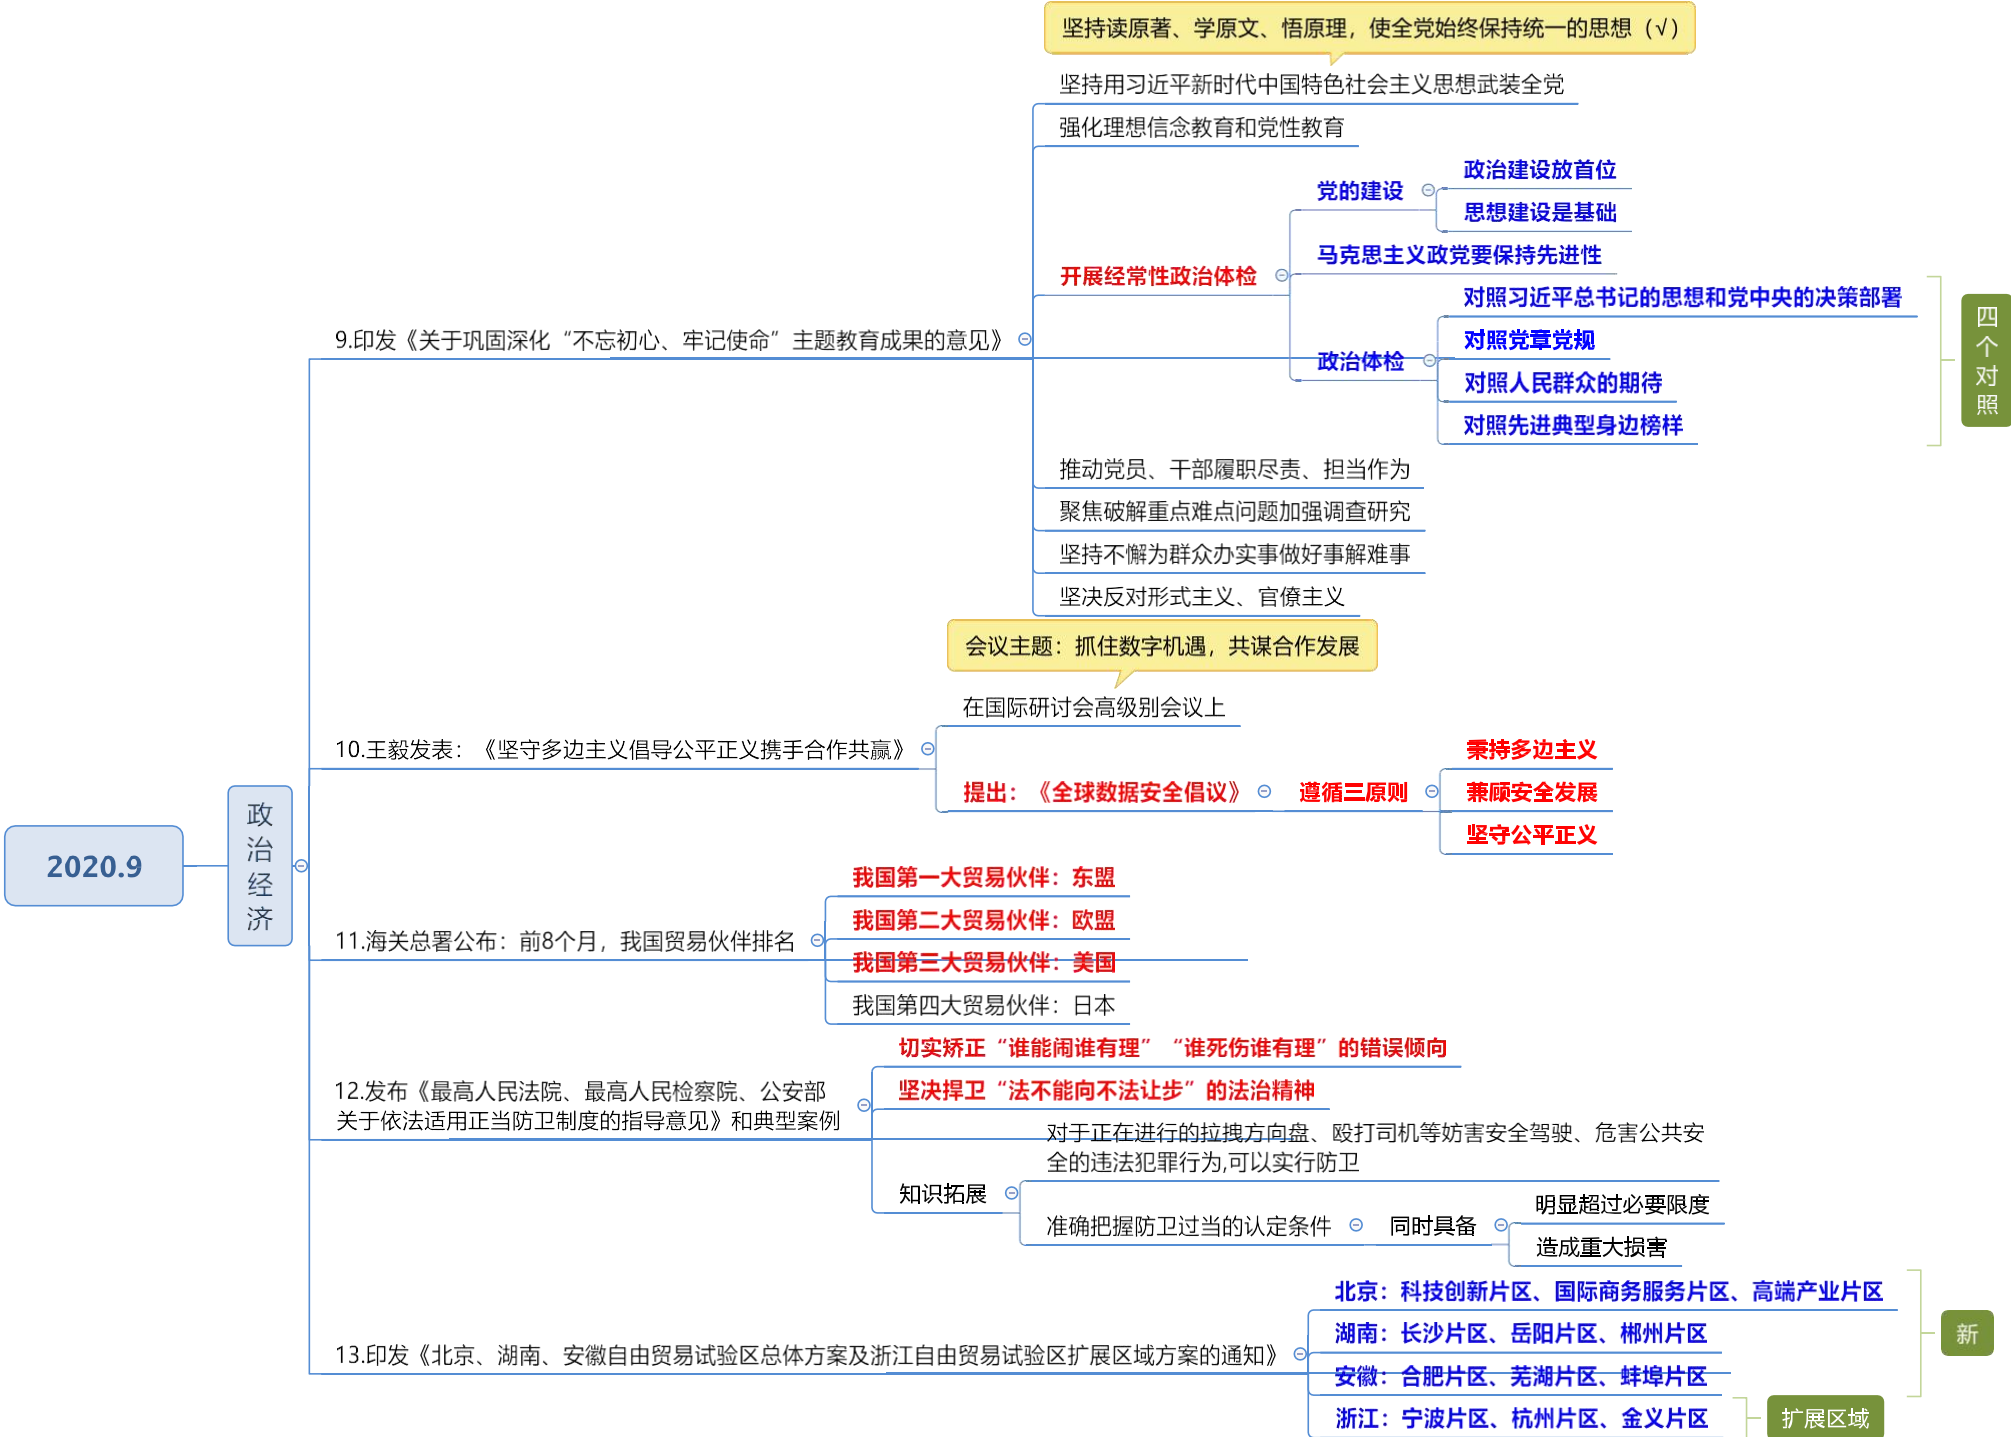 2020.9
政治经济
9.印发《关于巩固深化“不忘初心、牢记使命”主题教育成果的意见》
坚持读原著、学原文、悟原理，使全党始终保持统一的思想（√）
坚持用习近平新时代中国特色社会主义思想武装全党
强化理想信念教育和党性教育
开展经常性政治体检
党的建设
政治建设放首位
思想建设是基础
马克思主义政党要保持先进性
政治体检
对照习近平总书记的思想和党中央的决策部署
对照党章党规
对照人民群众的期待
对照先进典型身边榜样
四个对照
推动党员、干部履职尽责、担当作为
聚焦破解重点难点问题加强调查研究
坚持不懈为群众办实事做好事解难事
坚决反对形式主义、官僚主义
10.王毅发表：《坚守多边主义倡导公平正义携手合作共赢》
会议主题：抓住数字机遇，共谋合作发展
在国际研讨会高级别会议上
提出：《全球数据安全倡议》
遵循三原则
秉持多边主义
兼顾安全发展
坚守公平正义
11.海关总署公布：前8个月，我国贸易伙伴排名
我国第一大贸易伙伴：东盟
我国第二大贸易伙伴：欧盟
我国第三大贸易伙伴：美国
我国第四大贸易伙伴：日本
12.发布《最高人民法院、最高人民检察院、公安部
关于依法适用正当防卫制度的指导意见》和典型案例
切实矫正“谁能闹谁有理”“谁死伤谁有理”的错误倾向
坚决捍卫“法不能向不法让步”的法治精神
知识拓展
对于正在进行的拉拽方向盘、殴打司机等妨害安全驾驶、危害公共安
全的违法犯罪行为,可以实行防卫
准确把握防卫过当的认定条件
同时具备
明显超过必要限度
造成重大损害
13.印发《北京、湖南、安徽自由贸易试验区总体方案及浙江自由贸易试验区扩展区域方案的通知》
北京：科技创新片区、国际商务服务片区、高端产业片区
湖南：长沙片区、岳阳片区、郴州片区
安徽：合肥片区、芜湖片区、蚌埠片区
新
浙江：宁波片区、杭州片区、金义片区
扩展区域